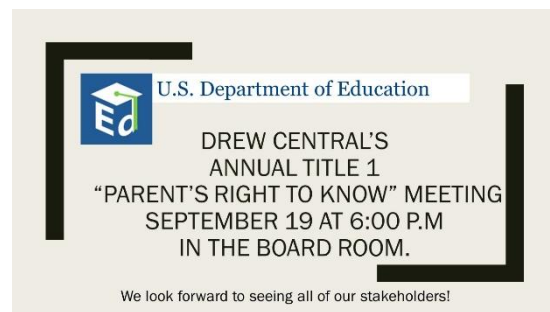 Ed
U.S. Department of Education
DREW CENTRAL'S
ANNUAL TITLE 1
“PARENT'S RIGHT TO KNOW” MEETING
SEPTEMBER 19 AT 6:00 P.M
IN THE BOARD ROOM.
We look forward to seeing all of our stakeholders!